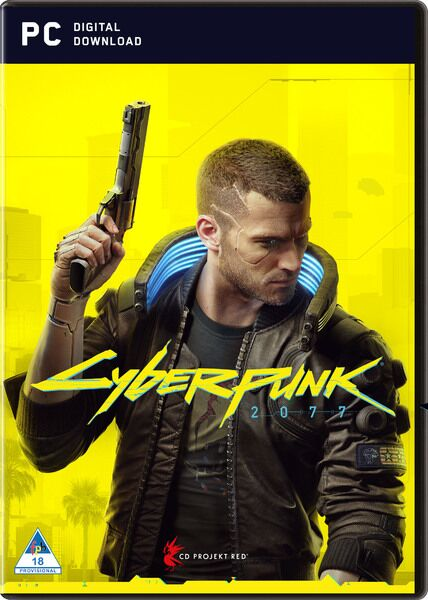 PC
DIGITAL
DOWNLOAD
Cyberpunk
2077
18
PROVISIONAL
CD PROJEKT RED